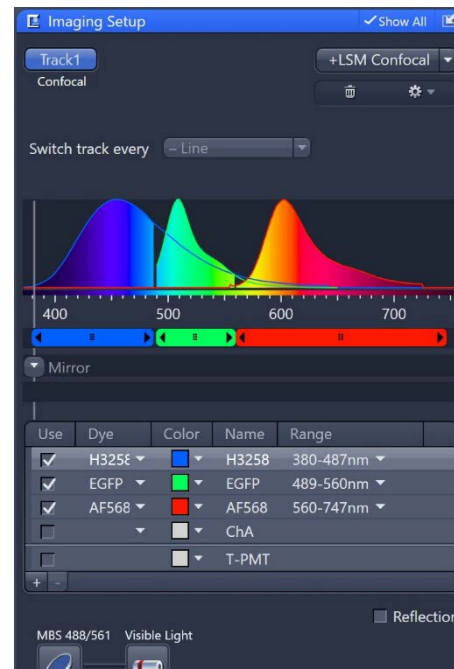 Imaging Setup
Show All
Track1
+LSM Confocal
Confocal
Switch track every – Line
400 500 600 700
Mirror
Use Dye Color Name Range
H3258 H3258 380-487nm
EGFP EGFP 489-560nm
AF568 AF568 560-747nm
ChA
T-PMT
+ -
Reflection
MBS 488/561 Visible Light